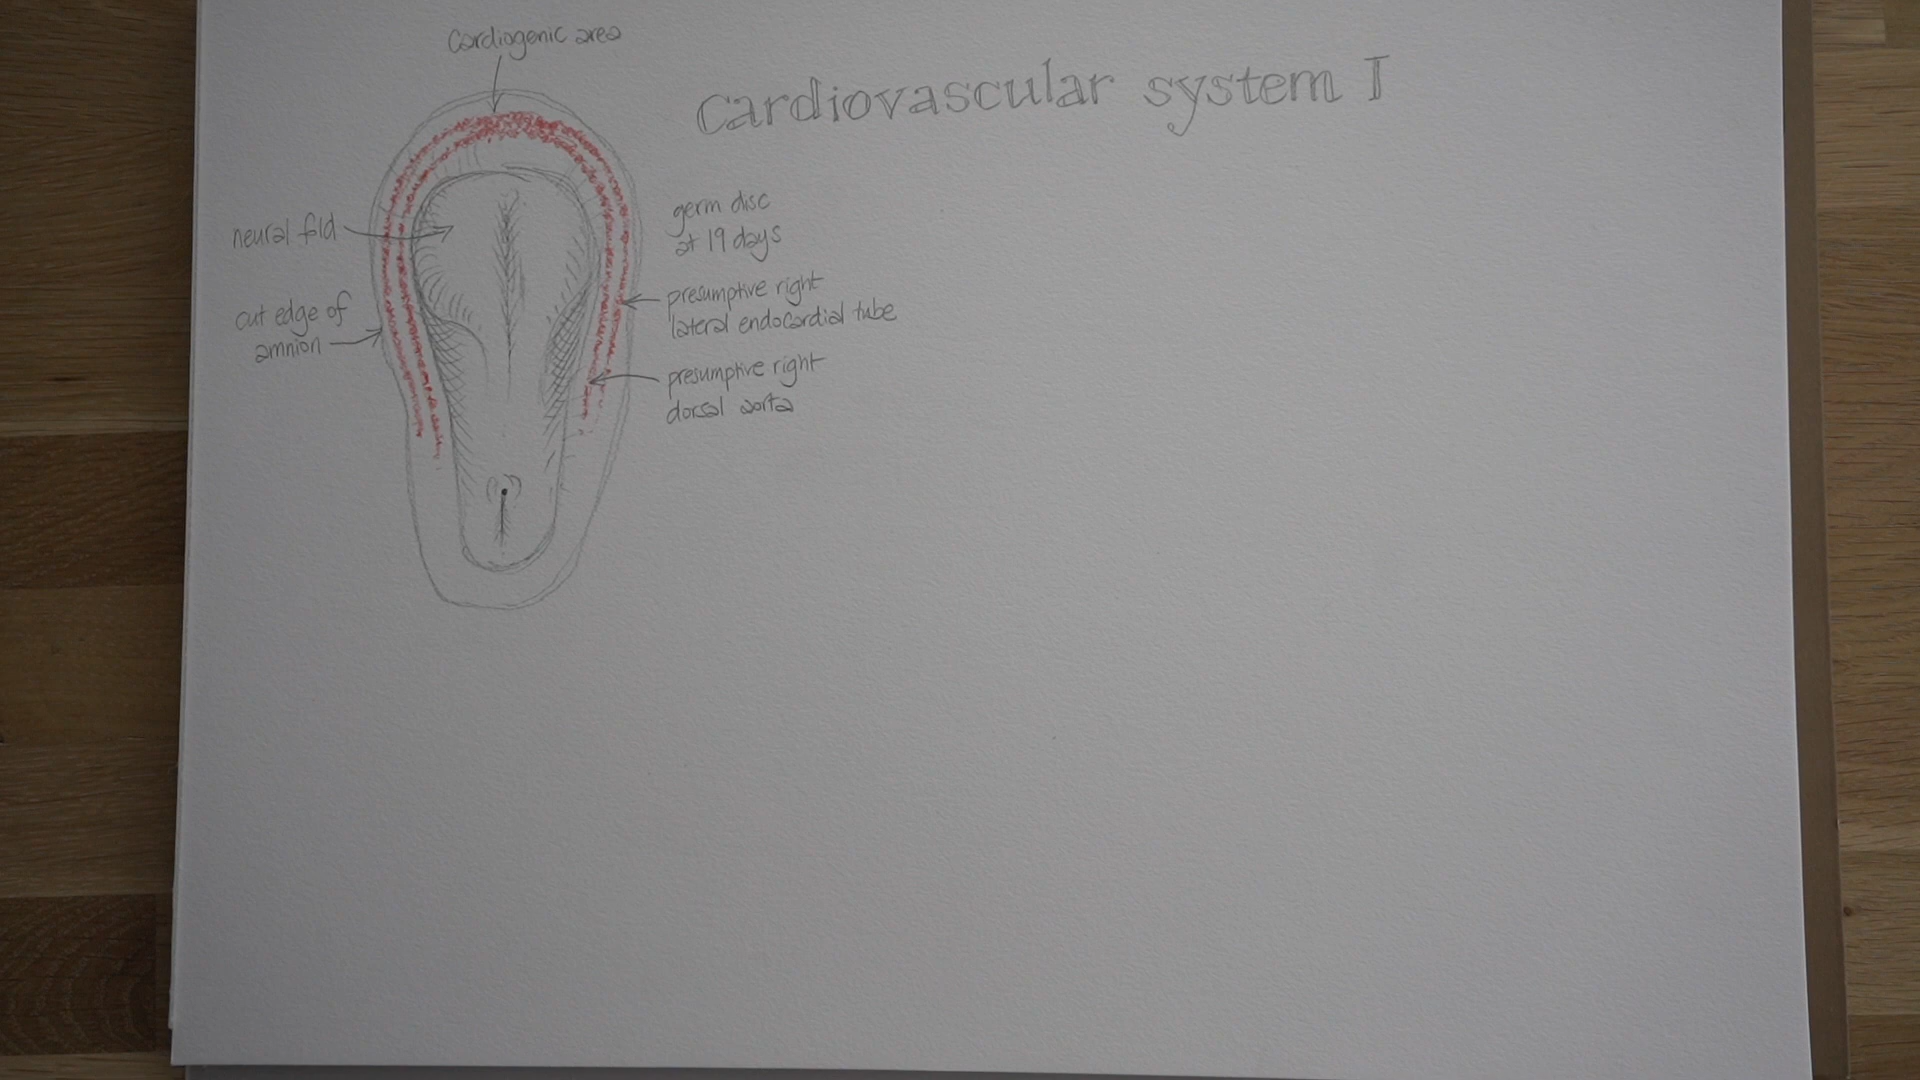 Cardiogenic area
Cardiovascular system I
neural fold
cut edge of
amnion
germ disc
at 19 days
presumptive right
lateral endocardial tube
presumptive right
dorsal aorta